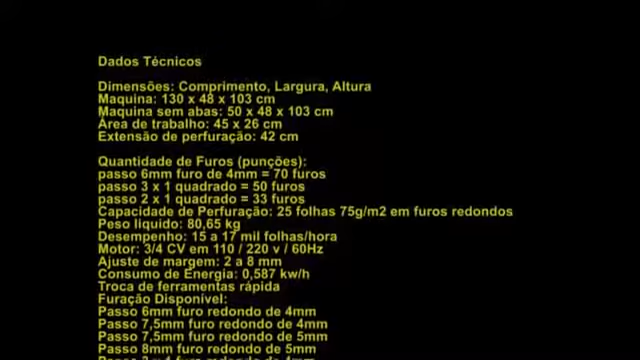 Dados Técnicos
Dimensões: Comprimento, Largura, Altura
Maquina: 130 x 48 x 103 cm
Maquina sem abas: 50 x 48 x 103 cm
Área de trabalho: 45 x 26 cm
Extensão de perfuração: 42 cm
Quantidade de Furos (punções):
passo 6mm furo de 4mm = 70 furos
passo 3 x 1 quadrado = 50 furos
passo 2 x 1 quadrado = 33 furos
Capacidade de Perfuração: 25 folhas 75g/m2 em furos redondos
Peso liquido: 80,65 kg
Desempenho: 15 a 17 mil folhas/hora
Motor: 3/4 CV em 110 / 220 v / 60Hz
Ajuste de margem: 2 a 8 mm
Consumo de Energia: 0,587 kw/h
Troca de ferramentas rápida
Furação Disponível:
Passo 6mm furo redondo de 4mm
Passo 7,5mm furo redondo de 4mm
Passo 7,5mm furo redondo de 5mm
Passo 8mm furo redondo de 5mm